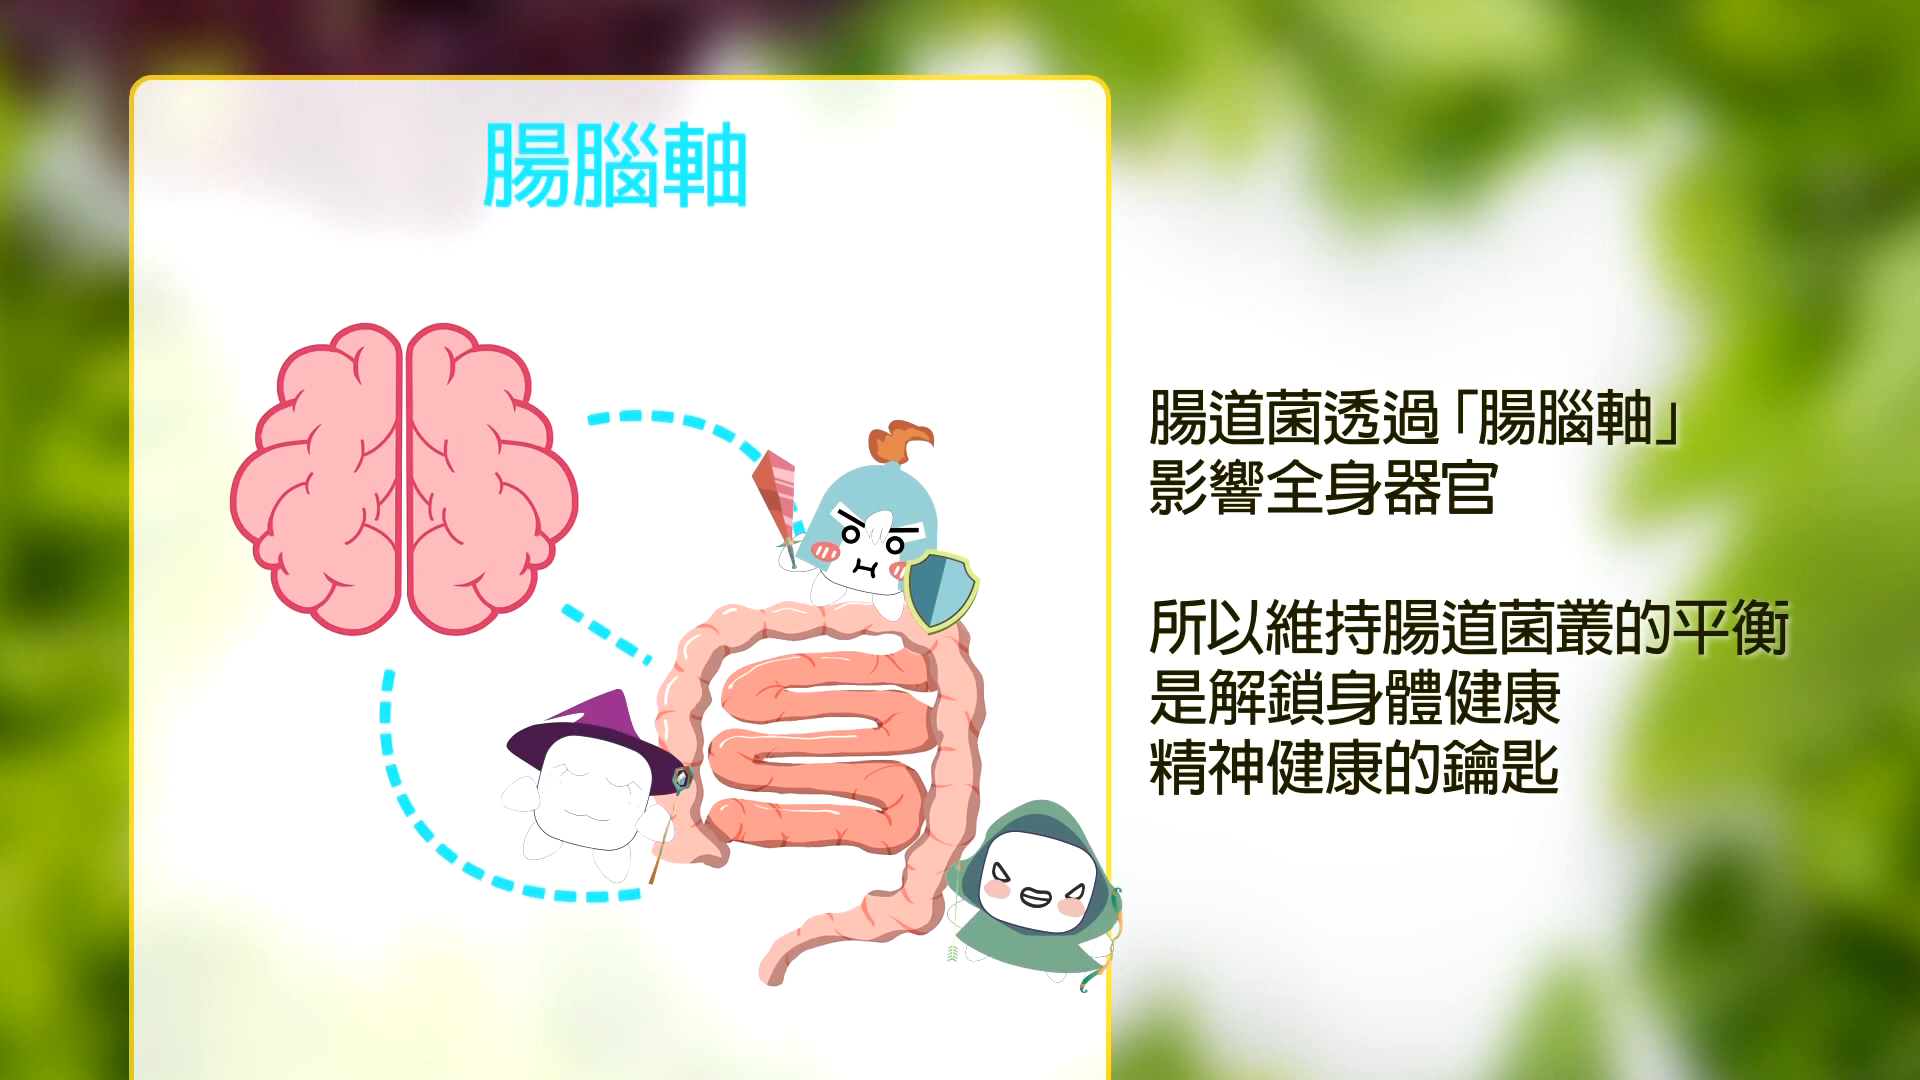 腸腦軸
腸道菌透過「腸腦軸」
影響全身器官
所以維持腸道菌叢的平衡
是解鎖身體健康
精神健康的鑰匙